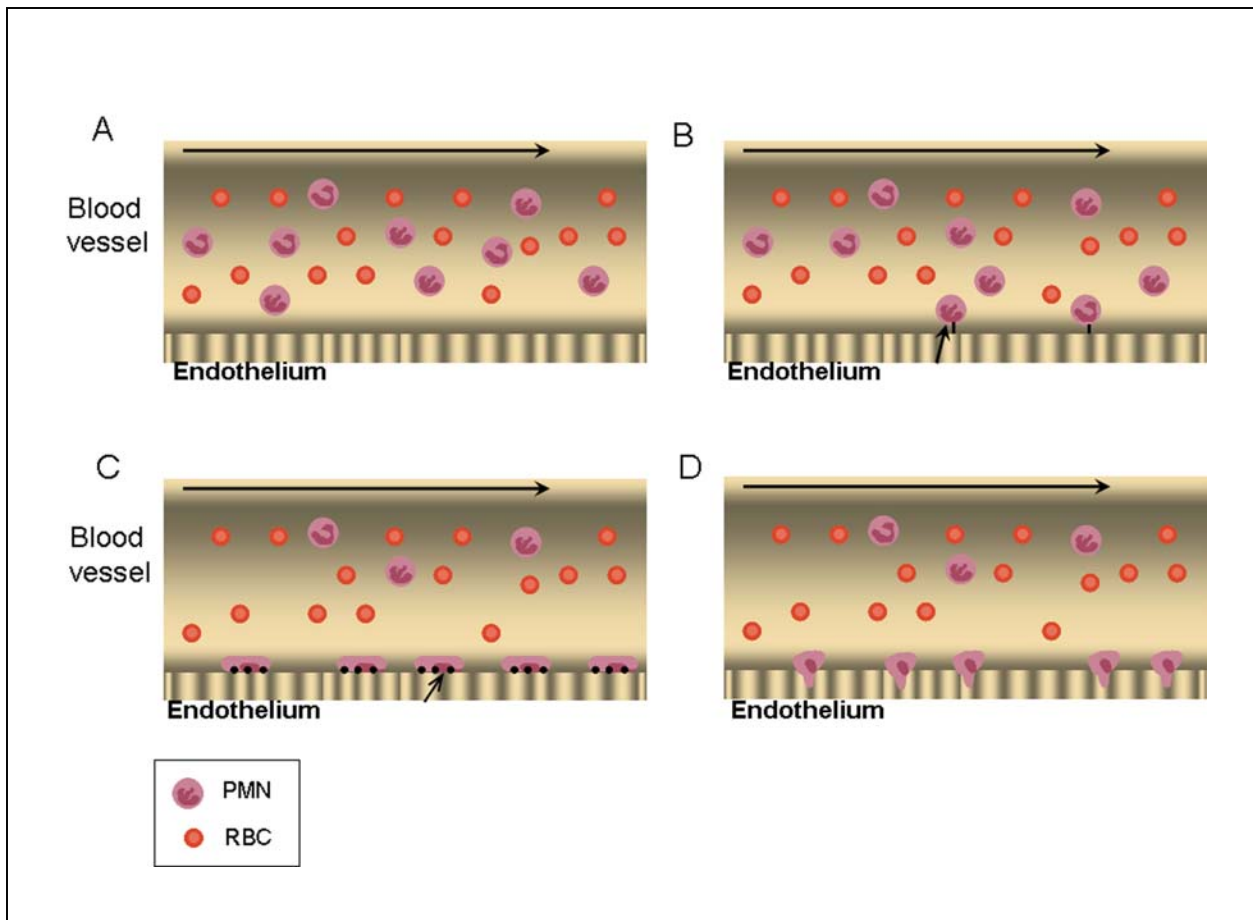 A
B
Blood
vessel
Endothelium
Endothelium
C
D
Blood
vessel
Endothelium
Endothelium
PMN
RBC